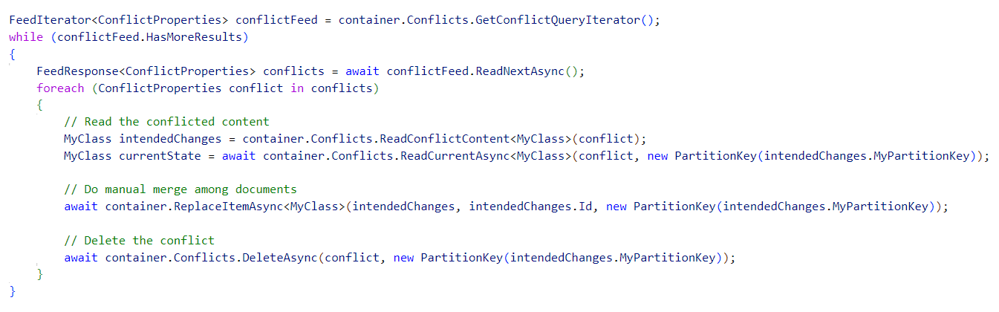 FeedIterator<ConflictProperties> conflictFeed = container.Conflicts.GetConflictQueryIterator();
while (conflictFeed.HasMoreResults)
{
    FeedResponse<ConflictProperties> conflicts = await conflictFeed.ReadNextAsync();
    foreach (ConflictProperties conflict in conflicts)
    {
        // Read the conflicted content
        MyClass intendedChanges = container.Conflicts.ReadConflictContent<MyClass>(conflict);
        MyClass currentState = await container.Conflicts.ReadCurrentAsync<MyClass>(conflict, new PartitionKey(intendedChanges.MyPartitionKey));

        // Do manual merge among documents
        await container.ReplaceItemAsync<MyClass>(intendedChanges, intendedChanges.Id, new PartitionKey(intendedChanges.MyPartitionKey));

        // Delete the conflict
        await container.Conflicts.DeleteAsync(conflict, new PartitionKey(intendedChanges.MyPartitionKey));
    }
}